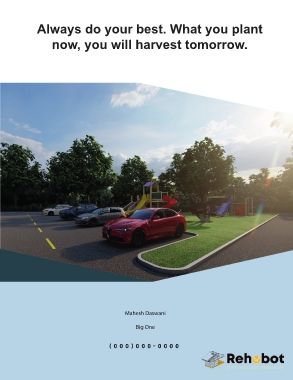 Always do your best. What you plant
now, you will harvest tomorrow.
Mahesh Daswani
Big One
(000)000-0000
Rehobot